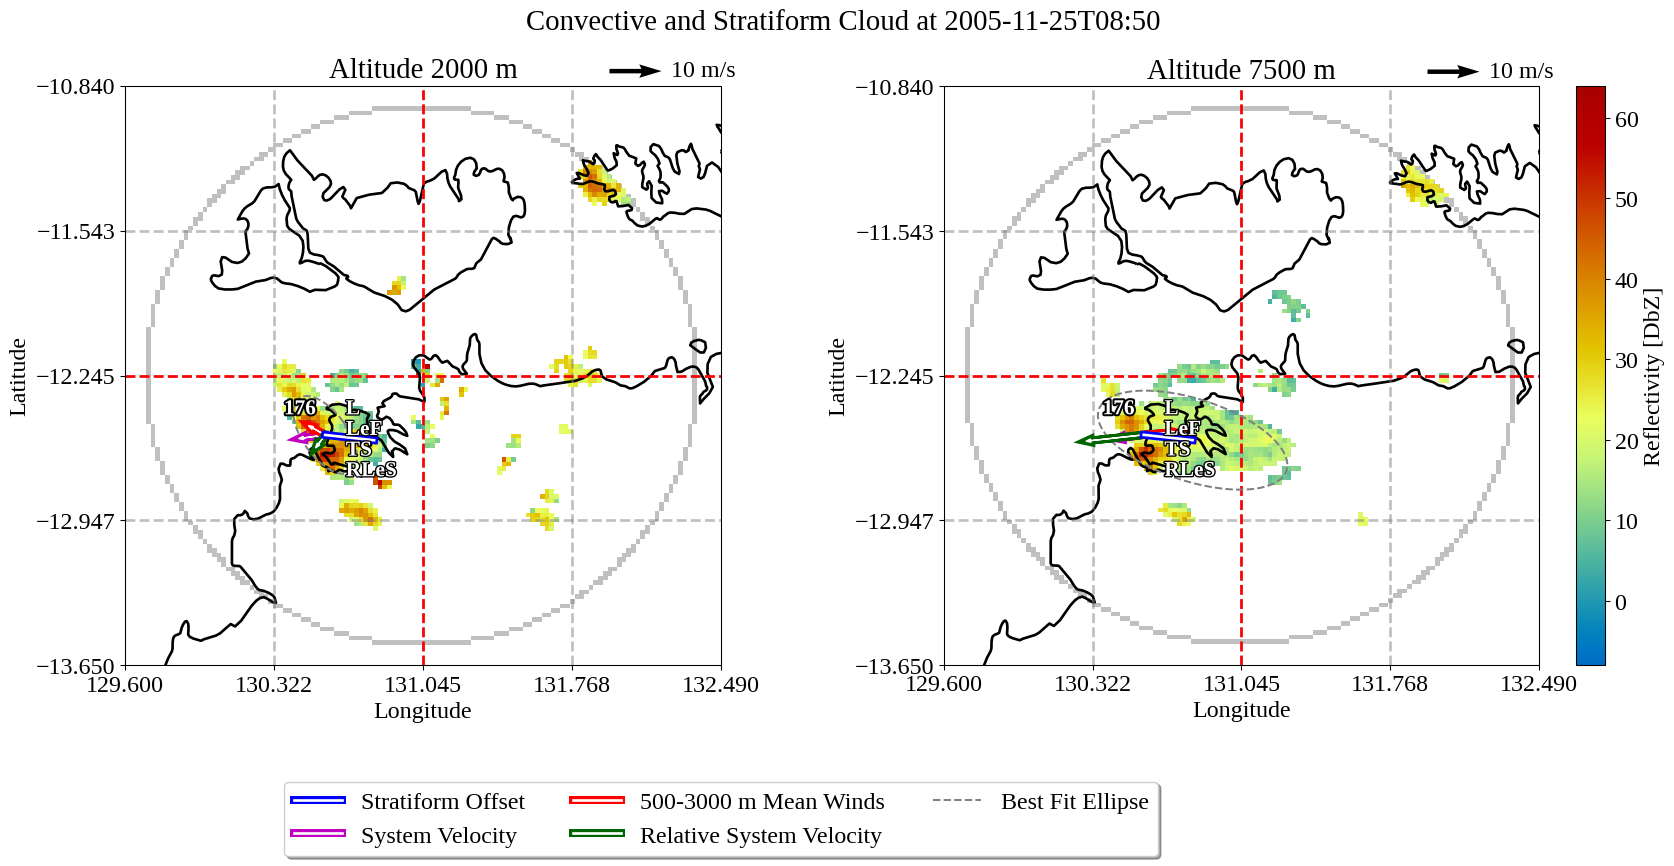 Convective and Stratiform Cloud at 2005-11-25T08:50
Altitude 2000 m
10 m/s
−10.840
−11.543
−12.245
−12.947
−13.650
Latitude
129.600
130.322
131.045
131.768
132.490
Longitude
176
L
LeF
TS
RLeS
Altitude 7500 m
10 m/s
−10.840
−11.543
−12.245
−12.947
−13.650
Latitude
129.600
130.322
131.045
131.768
132.490
Longitude
176
L
LeF
TS
RLeS
60
50
40
30
20
10
0
Reflectivity [DbZ]
Stratiform Offset
System Velocity
500-3000 m Mean Winds
Relative System Velocity
Best Fit Ellipse